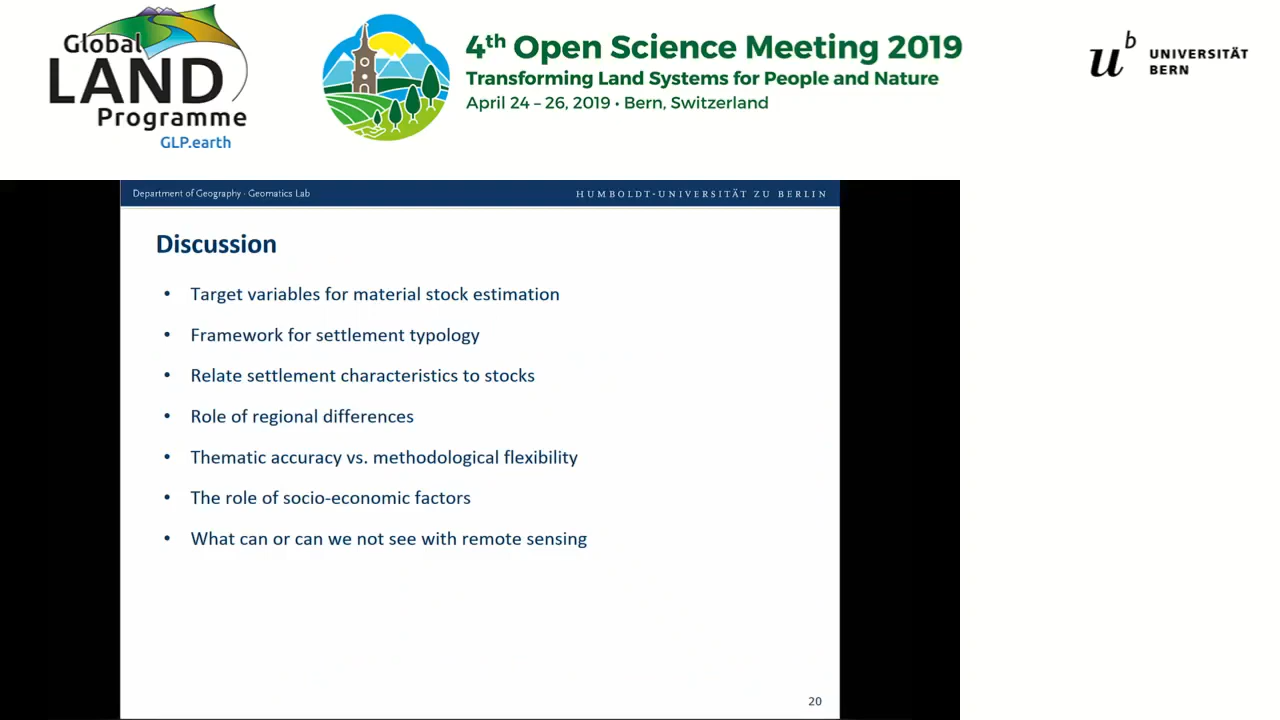 Global
LAND
Programme
GLP.earth
4th Open Science Meeting 2019
Transforming Land Systems for People and Nature
April 24 – 26, 2019 • Bern, Switzerland
u b
UNIVERSITÄT
BERN
Department of Geography · Geomatics Lab
HUMBOLDT-UNIVERSITÄT ZU BERLIN
Discussion
• Target variables for material stock estimation
• Framework for settlement typology
• Relate settlement characteristics to stocks
• Role of regional differences
• Thematic accuracy vs. methodological flexibility
• The role of socio-economic factors
• What can or can we not see with remote sensing
20